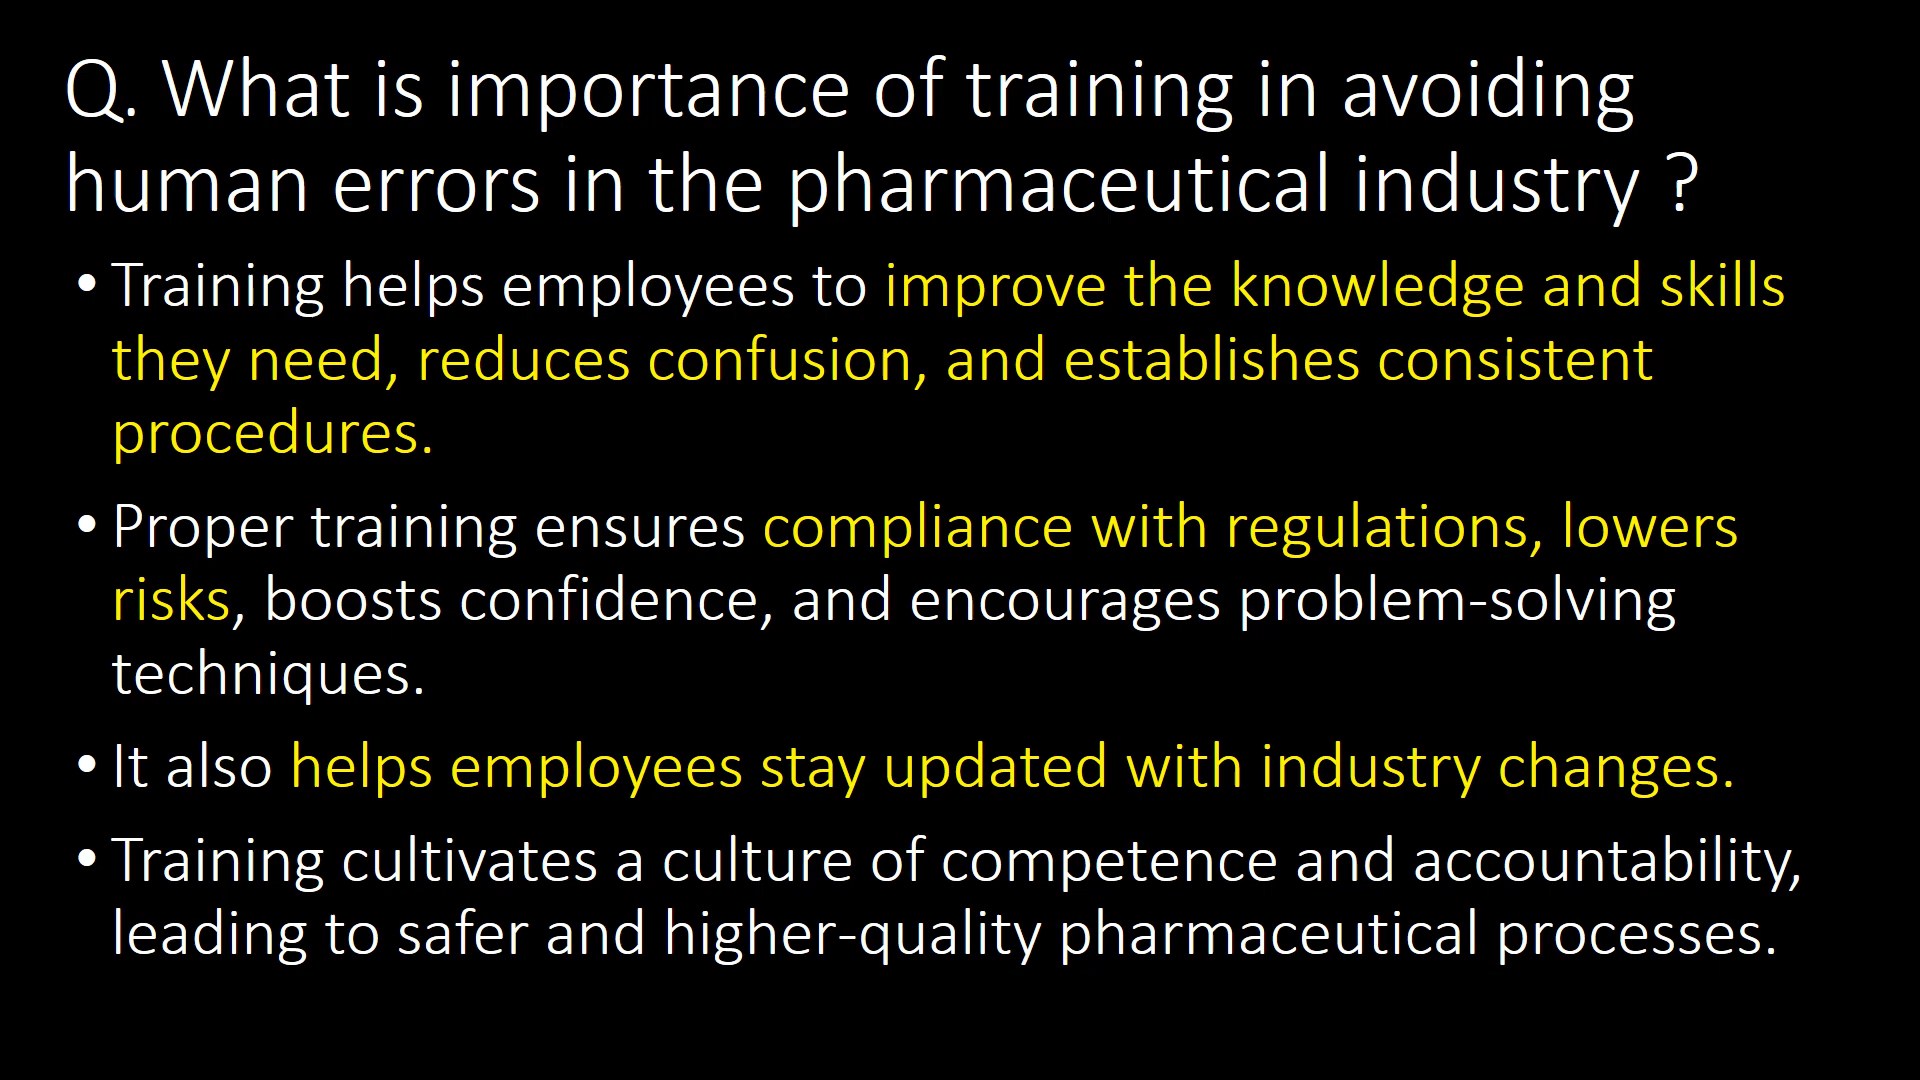 Q. What is importance of training in avoiding
human errors in the pharmaceutical industry ?
• Training helps employees to improve the knowledge and skills
they need, reduces confusion, and establishes consistent
procedures.
• Proper training ensures compliance with regulations, lowers
risks, boosts confidence, and encourages problem-solving
techniques.
• It also helps employees stay updated with industry changes.
• Training cultivates a culture of competence and accountability,
leading to safer and higher-quality pharmaceutical processes.